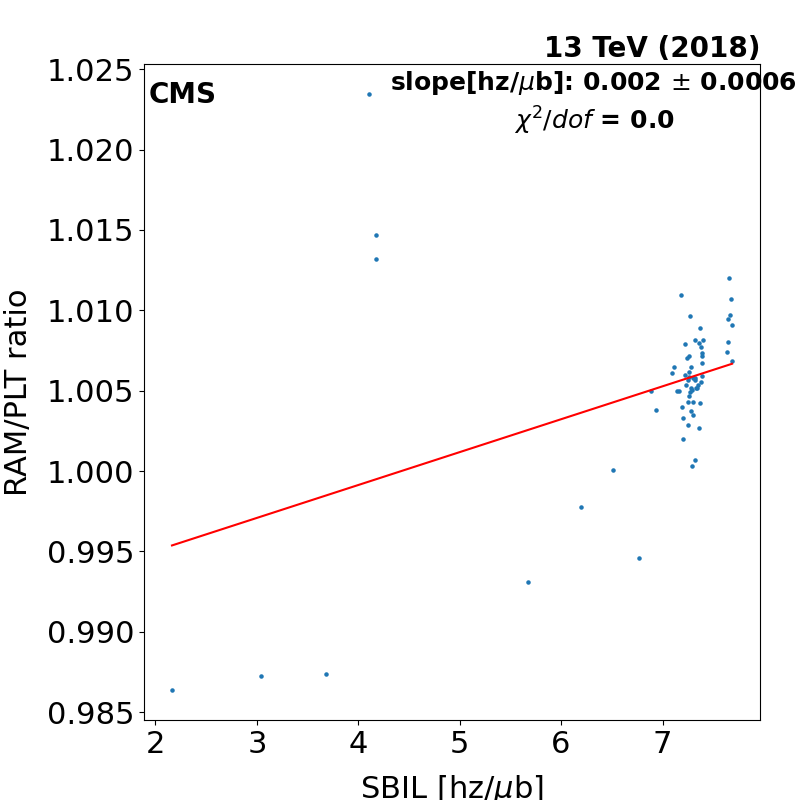 13 TeV (2018)
CMS
slope[hz/μb]: 0.002 ± 0.0006
χ²/dof = 0.0
1.025
1.020
1.015
1.010
1.005
1.000
0.995
0.990
0.985
RAM/PLT ratio
2 3 4 5 6 7
SBIL [hz/μb]